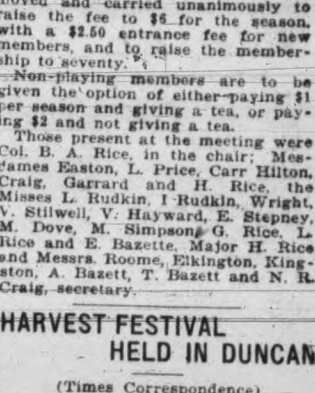 moved and carried unanimously to
raise the fee to $6 for the season,
with a $2.50 entrance fee for new
members, and to raise the member-
ship to seventy.
Non-playing members are to be
given the option of either paying $1
per season and giving a tea, or pay-
ing $2 and not giving a tea.
Those present at the meeting were
Col. B. A. Rice, in the chair; Mes-
dames Easton, L. Price, Carr Hilton,
Craig, Garrard and H. Rice, the
Misses L. Rudkin, I Rudkin, Wright,
V. Stilwell, V. Hayward, E. Stepney,
M. Dove, M. Simpson, G. Rice, L.
Rice and E. Bazette, Major H. Rice
and Messrs. Roome, Elkington, King-
ston, A. Bazett, T. Bazett and N. R.
Craig, secretary.
HARVEST FESTIVAL
HELD IN DUNCAN
(Times Correspondence)